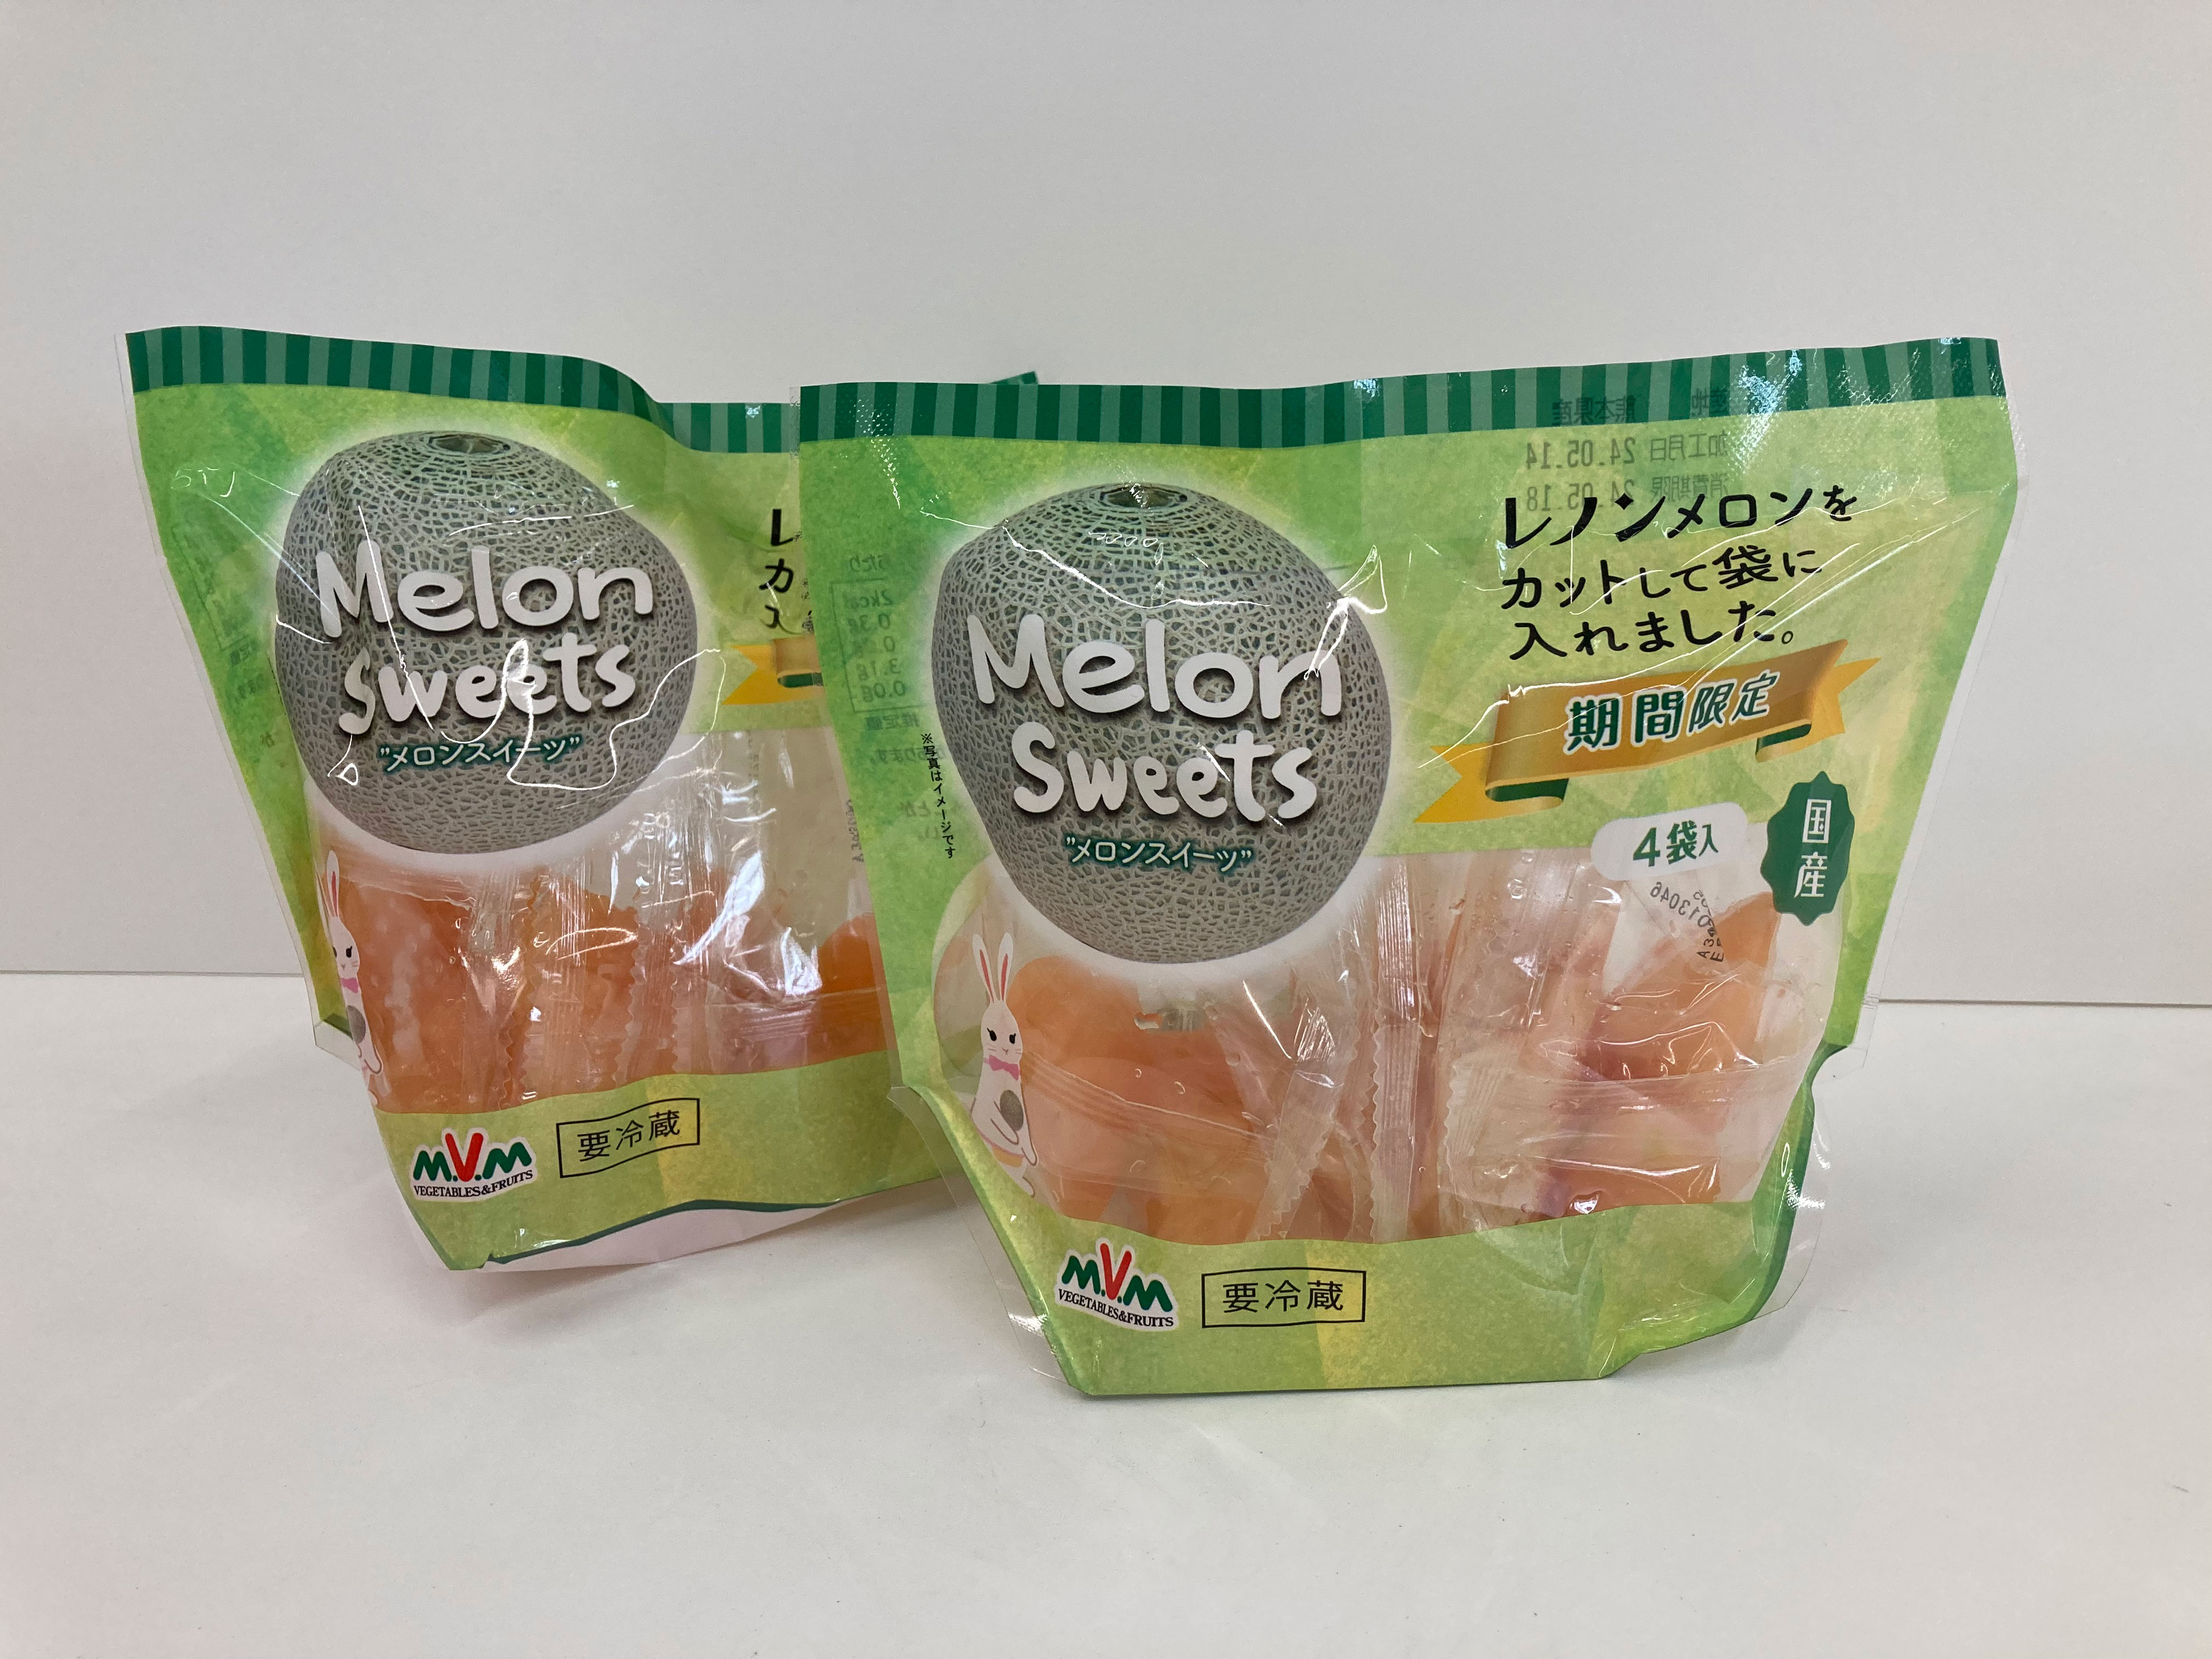 Melon
Sweets
"メロンスイーツ"
M.V.M
VEGETABLES&FRUITS
要冷蔵
Melon
Sweets
"メロンスイーツ"
※写真はイメージです
レノンメロンを
カットして袋に
入れました。
期間限定
4袋入
国産
M.V.M
VEGETABLES&FRUITS
要冷蔵
産地 熊本県産
加工月日 24.05.14
消費期限 24.05.18